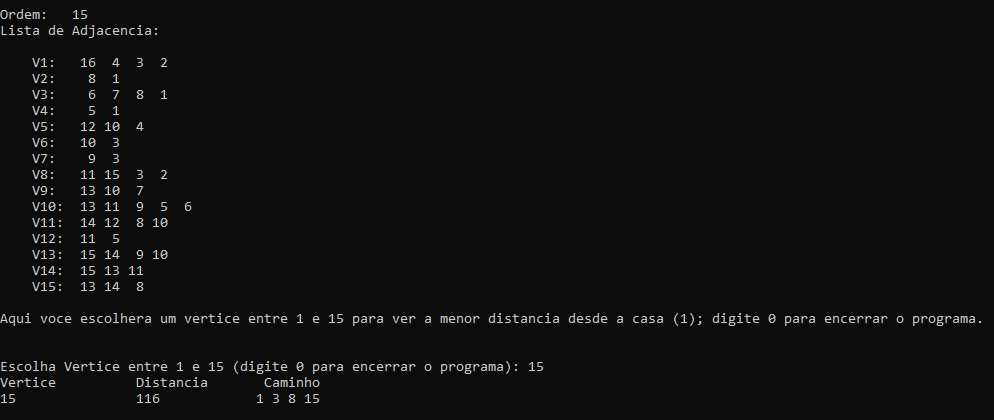 Ordem:   15
Lista de Adjacencia:
V1:   16  4  3  2
V2:    8  1
V3:    6  7  8  1
V4:    5  1
V5:   12 10  4
V6:   10  3
V7:    9  3
V8:   11 15  3  2
V9:   13 10  7
V10:  13 11  9  5  6
V11:  14 12  8 10
V12:  11  5
V13:  15 14  9 10
V14:  15 13 11
V15:  13 14  8
Aqui voce escolhera um vertice entre 1 e 15 para ver a menor distancia desde a casa (1); digite 0 para encerrar o programa.
Escolha Vertice entre 1 e 15 (digite 0 para encerrar o programa): 15
Vertice          Distancia       Caminho
15               116            1 3 8 15